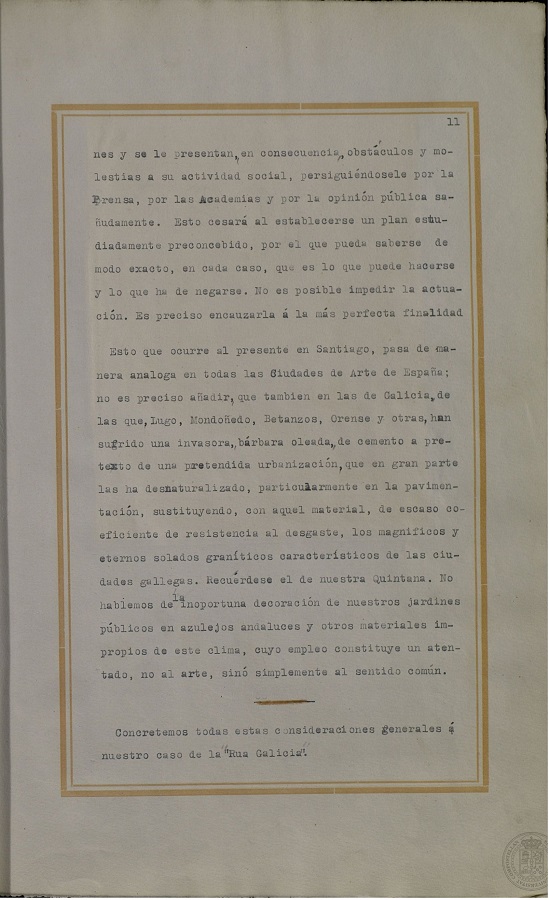 11
nes y se le presentan, en consecuencia, obstáculos y mo-
lestias a su actividad social, persiguiéndosele por la
Prensa, por las Academias y por la opinión pública sa-
ñudamente. Esto cesará al establecerse un plan estu-
diadamente preconcebido, por el que pueda saberse de
modo exacto, en cada caso, que es lo que puede hacerse
y lo que ha de negarse. No es posible impedir la actua-
ción. Es preciso encauzarla á la más perfecta finalidad
Esto que ocurre al presente en Santiago, pasa de ma-
nera analoga en todas las Ciudades de Arte de España;
no es preciso añadir, que tambien en las de Galicia, de
las que, Lugo, Mondoñedo, Betanzos, Orense y otras, han
sufrido una invasora, bárbara oleada, de cemento a pre-
texto de una pretendida urbanización, que en gran parte
las ha desnaturalizado, particularmente en la pavimen-
tación, sustituyendo, con aquel material, de escaso co-
eficiente de resistencia al desgaste, los magnificos y
eternos solados graníticos característicos de las ciu-
dades gallegas. Recuérdese el de nuestra Quintana. No
hablemos de la inoportuna decoración de nuestros jardines
públicos en azulejos andaluces y otros materiales im-
propios de este clima, cuyo empleo constituye un aten-
tado, no al arte, sinó simplemente al sentido común.
Concretemos todas estas consideraciones generales á
nuestro caso de la "Rua Galicia".